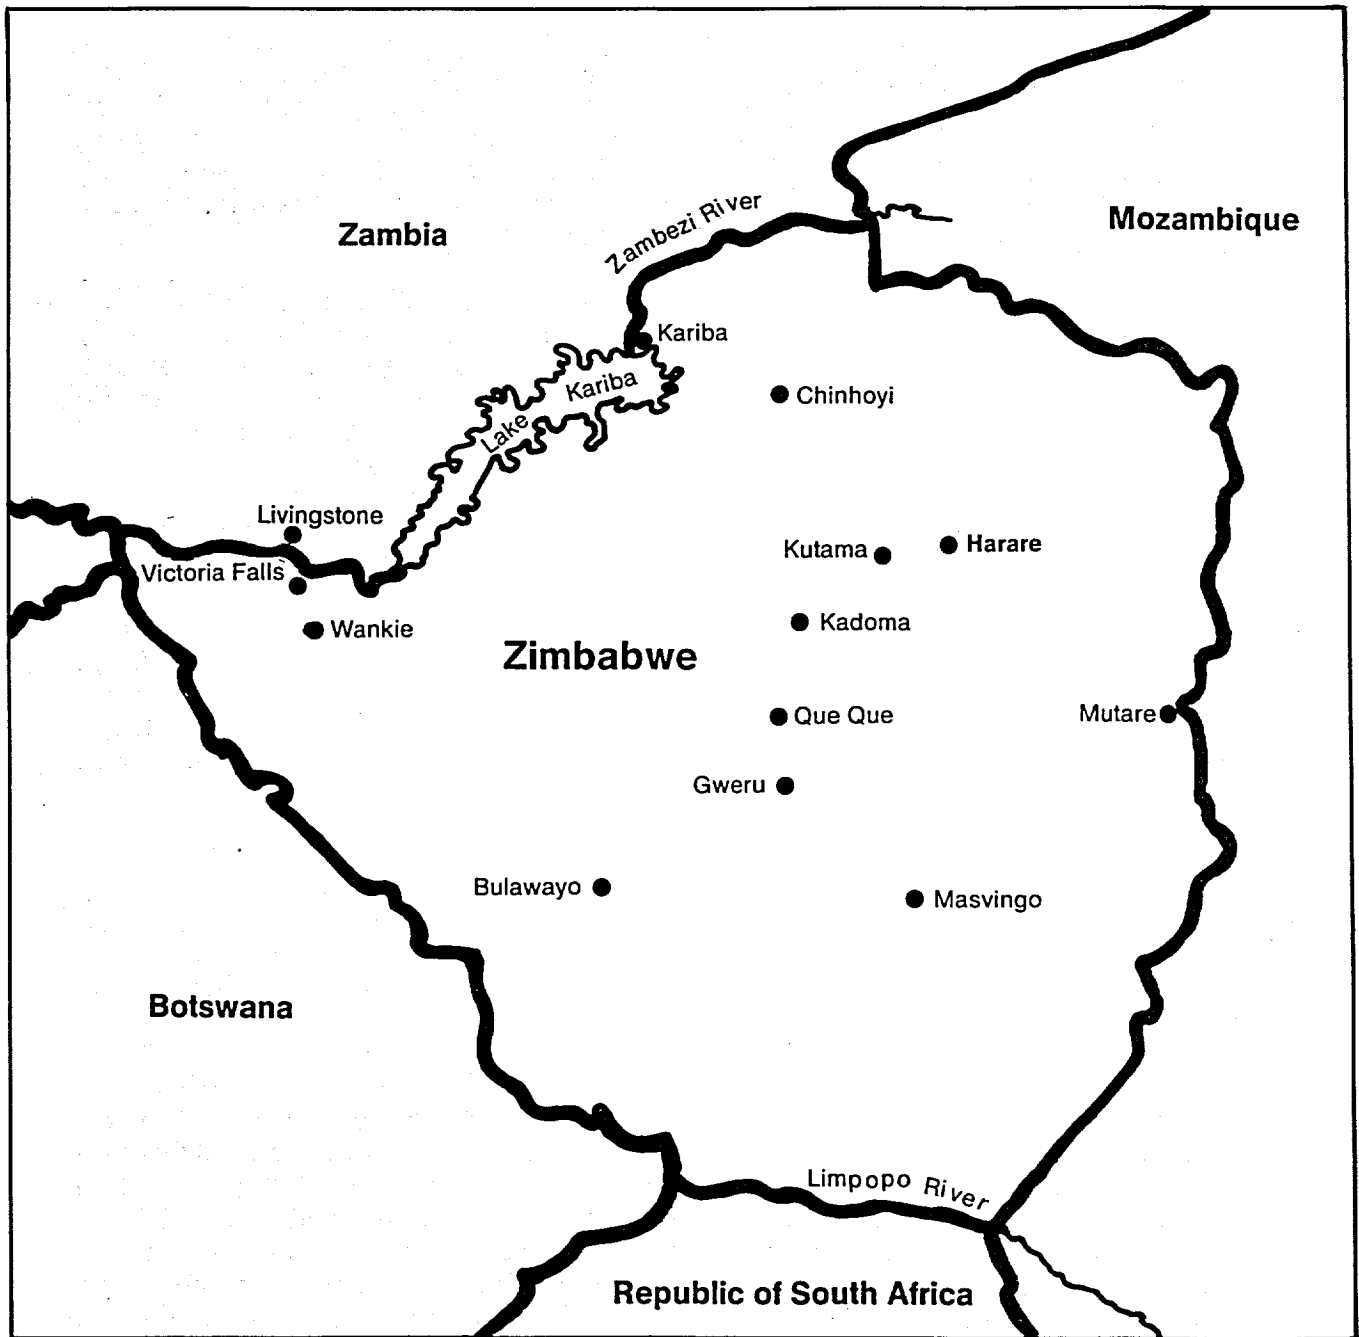 Zambezi River
Mozambique
Zambia
Kariba
Lake Kariba
Chinhoyi
Livingstone
Kutama
Harare
Victoria Falls
Wankie
Kadoma
Zimbabwe
Que Que
Mutare
Gweru
Bulawayo
Masvingo
Botswana
Limpopo River
Republic of South Africa